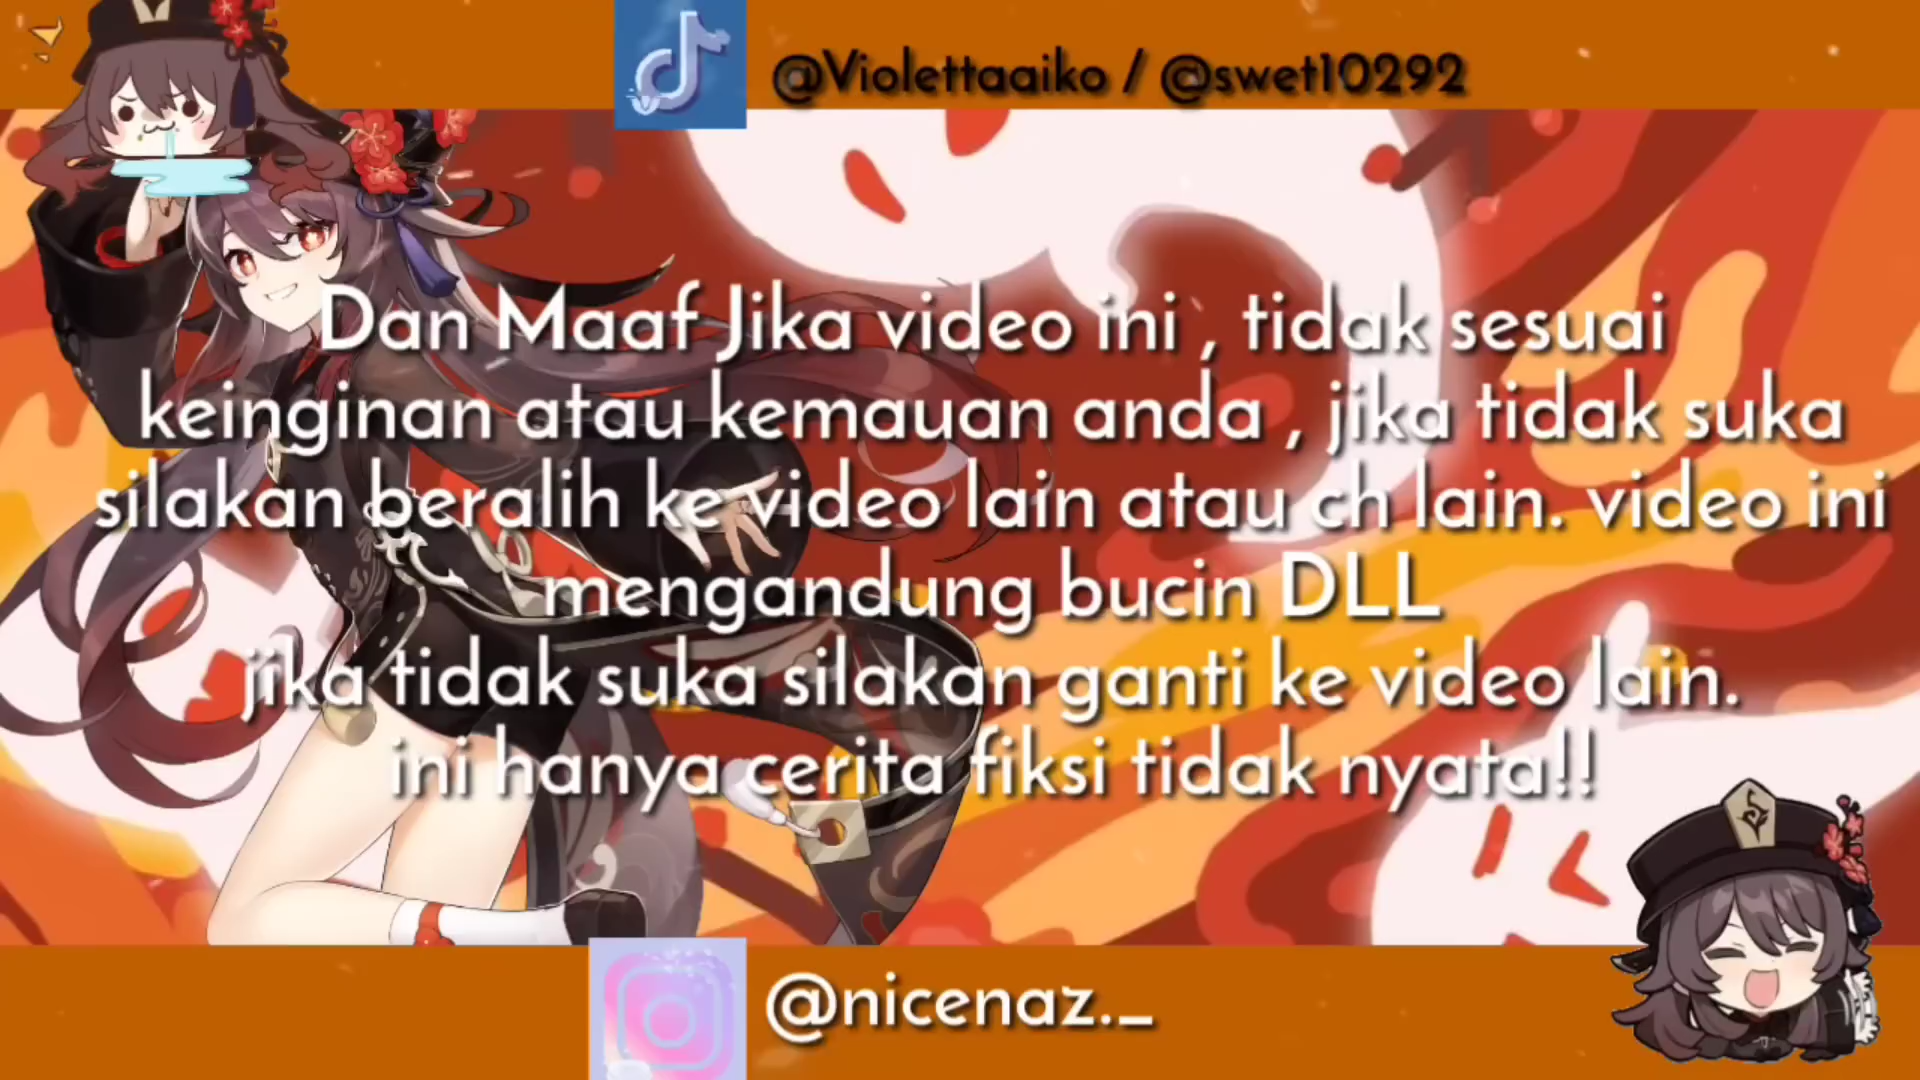 @Violettaaiko / @swet10292
Dan Maaf Jika video ini , tidak sesuai
keinginan atau kemauan anda , jika tidak suka
silakan beralih ke video lain atau ch lain. video ini
mengandung bucin DLL
jika tidak suka silakan ganti ke video lain.
ini hanya cerita fiksi tidak nyata!!
@nicenaz._